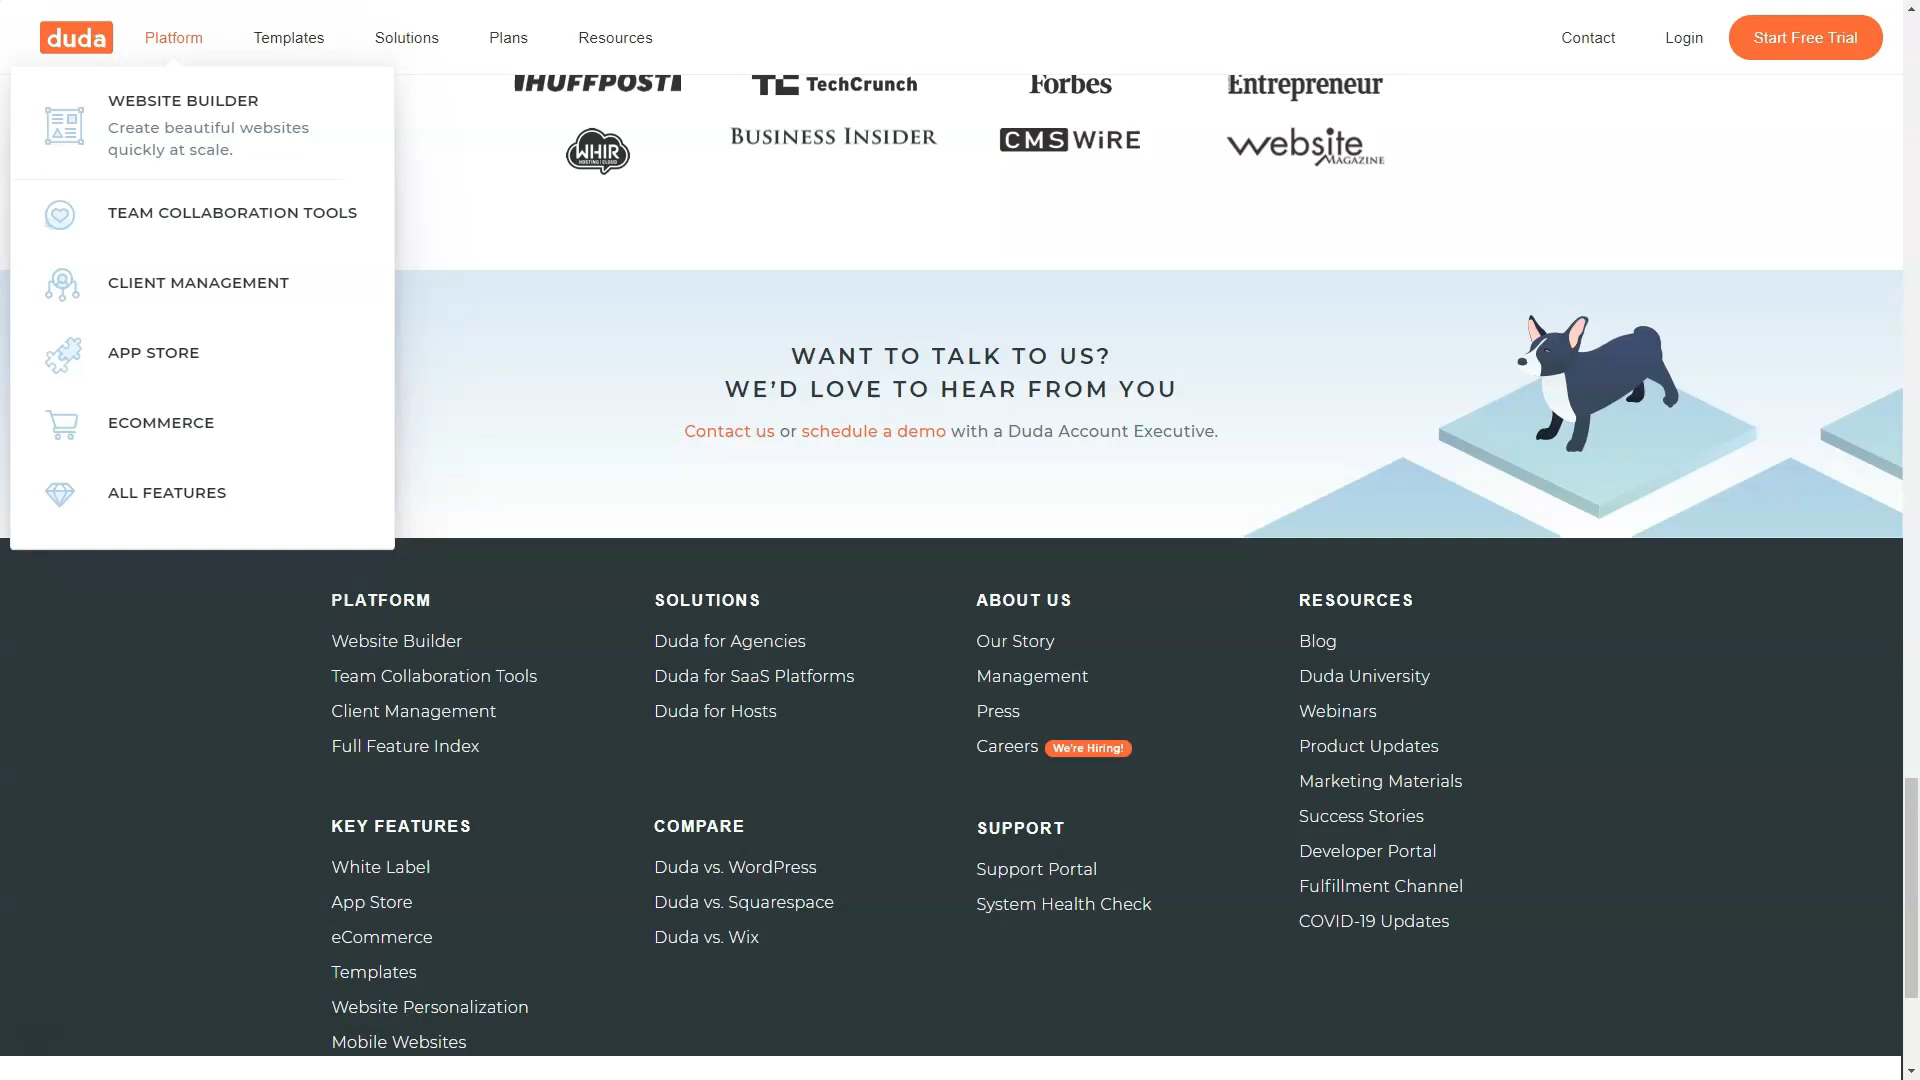 duda
Platform
Templates
Solutions
Plans
Resources
Contact
Login
Start Free Trial
WEBSITE BUILDER
Create beautiful websites
quickly at scale.
TEAM COLLABORATION TOOLS
CLIENT MANAGEMENT
APP STORE
ECOMMERCE
ALL FEATURES
HUFFPOST
TC TechCrunch
Forbes
Entrepreneur
WHIR
HOSTING CLOUD
BUSINESS INSIDER
CMSWiRE
website
MAGAZINE
WANT TO TALK TO US?
WE’D LOVE TO HEAR FROM YOU
Contact us or schedule a demo with a Duda Account Executive.
PLATFORM
Website Builder
Team Collaboration Tools
Client Management
Full Feature Index
SOLUTIONS
Duda for Agencies
Duda for SaaS Platforms
Duda for Hosts
ABOUT US
Our Story
Management
Press
Careers We're Hiring!
RESOURCES
Blog
Duda University
Webinars
Product Updates
Marketing Materials
Success Stories
Developer Portal
Fulfillment Channel
COVID-19 Updates
KEY FEATURES
White Label
App Store
eCommerce
Templates
Website Personalization
Mobile Websites
COMPARE
Duda vs. WordPress
Duda vs. Squarespace
Duda vs. Wix
SUPPORT
Support Portal
System Health Check